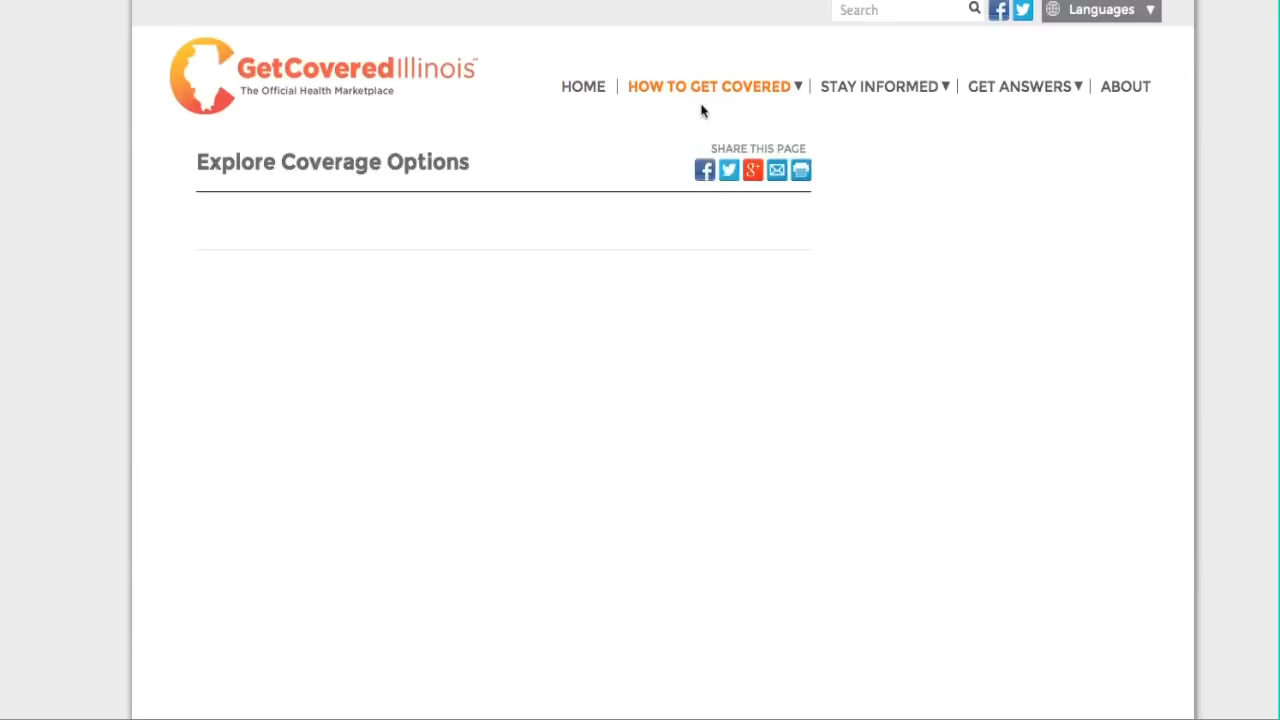 Search
Languages ▼
GetCoveredIllinois™
The Official Health Marketplace
HOME | HOW TO GET COVERED ▼ | STAY INFORMED ▼ | GET ANSWERS ▼ | ABOUT
SHARE THIS PAGE
Explore Coverage Options